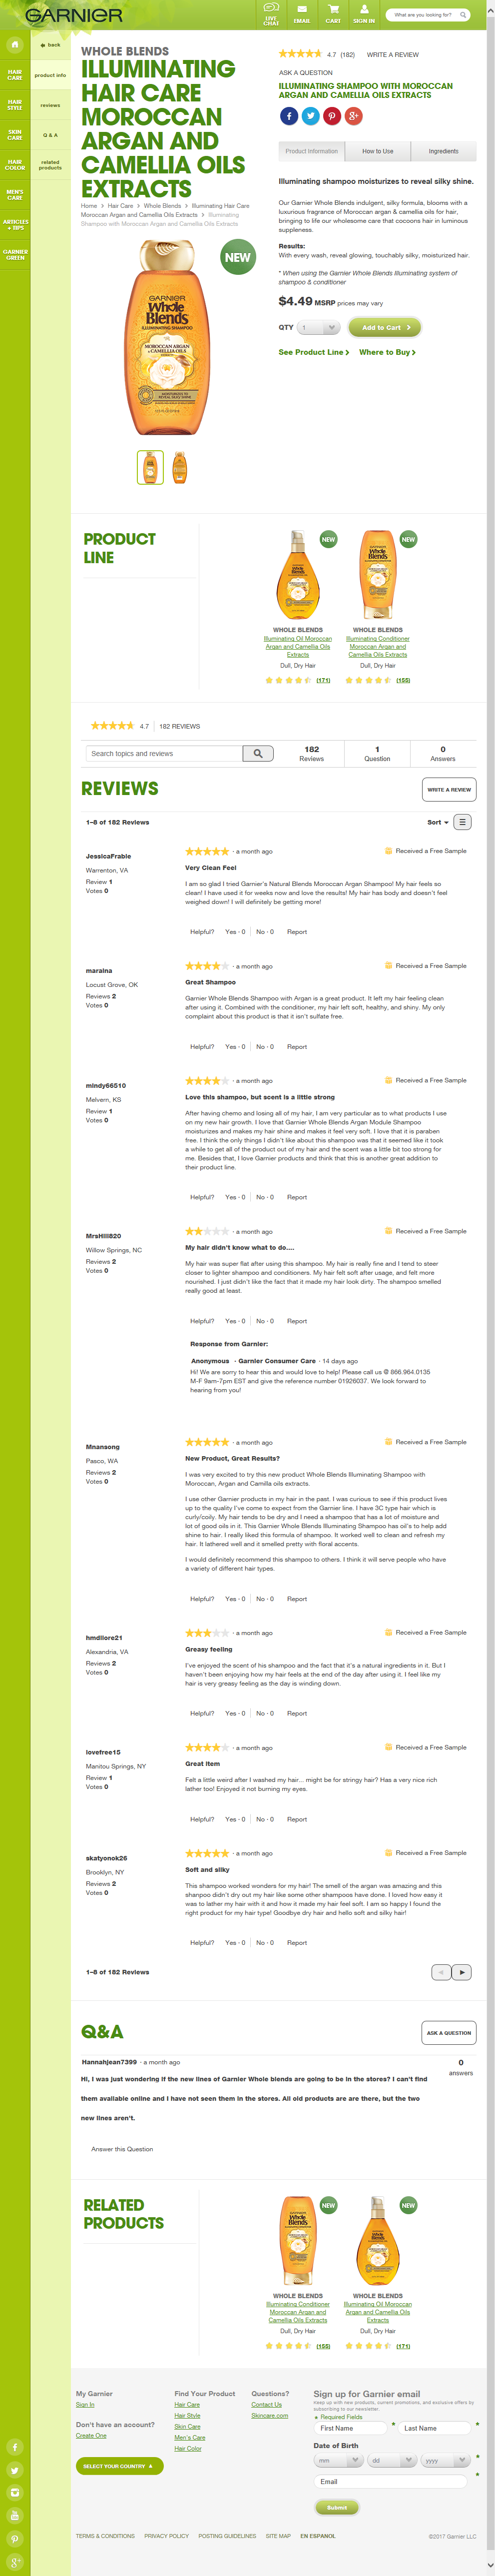 GARNIER
LIVE CHAT
EMAIL
CART
SIGN IN
What are you looking for?
back
product info
reviews
Q & A
related products
HAIR CARE
HAIR STYLE
SKIN CARE
HAIR COLOR
MEN'S CARE
ARTICLES + TIPS
GARNIER GREEN
WHOLE BLENDS
ILLUMINATING
HAIR CARE
MOROCCAN
ARGAN AND
CAMELLIA OILS
EXTRACTS
Home > Hair Care > Whole Blends > Illuminating Hair Care
Moroccan Argan and Camellia Oils Extracts > Illuminating
Shampoo with Moroccan Argan and Camellia Oils Extracts
NEW
GARNIER
Whole
Blends
ILLUMINATING SHAMPOO
MOROCCAN ARGAN
& CAMELLIA OILS
EXTRACTS
4.7 (182) WRITE A REVIEW
ASK A QUESTION
ILLUMINATING SHAMPOO WITH MOROCCAN
ARGAN AND CAMELLIA OILS EXTRACTS
Product Information
How to Use
Ingredients
Illuminating shampoo moisturizes to reveal silky shine.
Our Garnier Whole Blends indulgent, silky formula, blooms with a
luxurious fragrance of Moroccan argan & camellia oils for hair,
bringing to life our wholesome care that cocoons hair in luminous
suppleness.
Results:
With every wash, reveal glowing, touchably silky, moisturized hair.
* When using the Garnier Whole Blends Illuminating system of
shampoo & conditioner
$4.49 MSRP prices may vary
QTY 1 Add to Cart
See Product Line Where to Buy
PRODUCT
LINE
NEW
NEW
WHOLE BLENDS
Illuminating Oil Moroccan
Argan and Camellia Oils
Extracts
Dull, Dry Hair
(171)
WHOLE BLENDS
Illuminating Conditioner
Moroccan Argan and
Camellia Oils Extracts
Dull, Dry Hair
(155)
4.7 182 REVIEWS
Search topics and reviews
182
Reviews
1
Question
0
Answers
REVIEWS
WRITE A REVIEW
1–8 of 182 Reviews
Sort
JessicaFrable
Warrenton, VA
Review 1
Votes 0
· a month ago
Received a Free Sample
Very Clean Feel
I am so glad I tried Garnier's Natural Blends Moroccan Argan Shampoo! My hair feels so
clean! I have used it for weeks now and love the results! My hair has body and doesn't feel
weighed down! I will definitely be getting more!
Helpful? Yes · 0 No · 0 Report
maraina
Locust Grove, OK
Reviews 2
Votes 0
· a month ago
Received a Free Sample
Great Shampoo
Garnier Whole Blends Shampoo with Argan is a great product. It left my hair feeling clean
after using it. Combined with the conditioner, my hair left soft, healthy, and shiny. My only
complaint about this product is that it isn't sulfate free.
Helpful? Yes · 0 No · 0 Report
mindy66510
Melvern, KS
Review 1
Votes 0
· a month ago
Received a Free Sample
Love this shampoo, but scent is a little strong
After having chemo and losing all of my hair, I am very particular as to what products I use
on my new hair growth. I love that Garnier Whole Blends Argan Module Shampoo
moisturizes and makes my hair shine and makes it feel very soft. I love that it is paraben
free. I think the only things I didn't like about this shampoo was that it seemed like it took
a while to get all of the product out of my hair and the scent was a little bit too strong for
me. Besides that, I love Garnier products and think that this is another great addition to
their product line.
Helpful? Yes · 0 No · 0 Report
MrsHill820
Willow Springs, NC
Reviews 2
Votes 0
· a month ago
Received a Free Sample
My hair didn't know what to do....
My hair was super flat after using this shampoo. My hair is really fine and I tend to steer
closer to lighter shampoo and conditioners. My hair felt soft after usage, and felt more
nourished. I just didn't like the fact that it made my hair look dirty. The shampoo smelled
really good at least.
Helpful? Yes · 0 No · 0 Report
Response from Garnier:
Anonymous · Garnier Consumer Care · 14 days ago
Hi! We are sorry to hear this and would love to help! Please call us @ 866.964.0135
M-F 9am-7pm EST and give the reference number 01926037. We look forward to
hearing from you!
Mnansong
Pasco, WA
Reviews 2
Votes 0
· a month ago
Received a Free Sample
New Product, Great Results?
I was very excited to try this new product Whole Blends Illuminating Shampoo with
Moroccan, Argan and Camilla oils extracts.
I use other Garnier products in my hair in the past. I was curious to see if this product lives
up to the quality I've come to expect from the Garnier line. I have 3C type hair which is
curly/coily. My hair tends to be dry and I need a shampoo that has a lot of moisture and
lot of good oils in it. This Garnier Whole Blends Illuminating Shampoo has oil's to help add
shine to hair. I really liked this formula of shampoo. It worked well to clean and refresh my
hair. It lathered well and it smelled pretty with floral accents.
I would definitely recommend this shampoo to others. I think it will serve people who have
a variety of different hair types.
Helpful? Yes · 0 No · 0 Report
hmdllore21
Alexandria, VA
Reviews 2
Votes 0
· a month ago
Received a Free Sample
Greasy feeling
I've enjoyed the scent of his shampoo and the fact that it's a natural ingredients in it. But I
haven't been enjoying how my hair feels at the end of the day after using it. I feel like my
hair is very greasy feeling as the day is winding down.
Helpful? Yes · 0 No · 0 Report
lovefree15
Manitou Springs, NY
Review 1
Votes 0
· a month ago
Received a Free Sample
Great item
Felt a little weird after I washed my hair... might be for stringy hair? Has a very nice rich
lather too! Enjoyed it not burning my eyes.
Helpful? Yes · 0 No · 0 Report
skatyonok26
Brooklyn, NY
Reviews 2
Votes 0
· a month ago
Received a Free Sample
Soft and silky
This shampoo worked wonders for my hair! The smell of the argan was amazing and this
shampoo didn't dry out my hair like some other shampoos have done. I loved how easy it
was to lather my hair with it and how it made my hair feel soft. I am so happy I found the
right product for my hair type! Goodbye dry hair and hello soft and silky hair!
Helpful? Yes · 0 No · 0 Report
1–8 of 182 Reviews
Q&A
ASK A QUESTION
Hannahjean7399 · a month ago
0
answers
Hi, I was just wondering if the new lines of Garnier Whole blends are going to be in the stores? I can't find
them available online and I have not seen them in the stores. All old products are are there, but the two
new lines aren't.
Answer this Question
RELATED
PRODUCTS
NEW
NEW
WHOLE BLENDS
Illuminating Conditioner
Moroccan Argan and
Camellia Oils Extracts
Dull, Dry Hair
(155)
WHOLE BLENDS
Illuminating Oil Moroccan
Argan and Camellia Oils
Extracts
Dull, Dry Hair
(171)
My Garnier
Sign In
Don't have an account?
Create One
SELECT YOUR COUNTRY
Find Your Product
Hair Care
Hair Style
Skin Care
Men's Care
Hair Color
Questions?
Contact Us
Skincare.com
Sign up for Garnier email
Keep up with new products, current promotions, and exclusive offers by
subscribing to our newsletter.
* Required Fields
First Name * Last Name *
Date of Birth
mm dd yyyy *
Email *
Submit
TERMS & CONDITIONS PRIVACY POLICY POSTING GUIDELINES SITE MAP EN ESPANOL
©2017 Garnier LLC